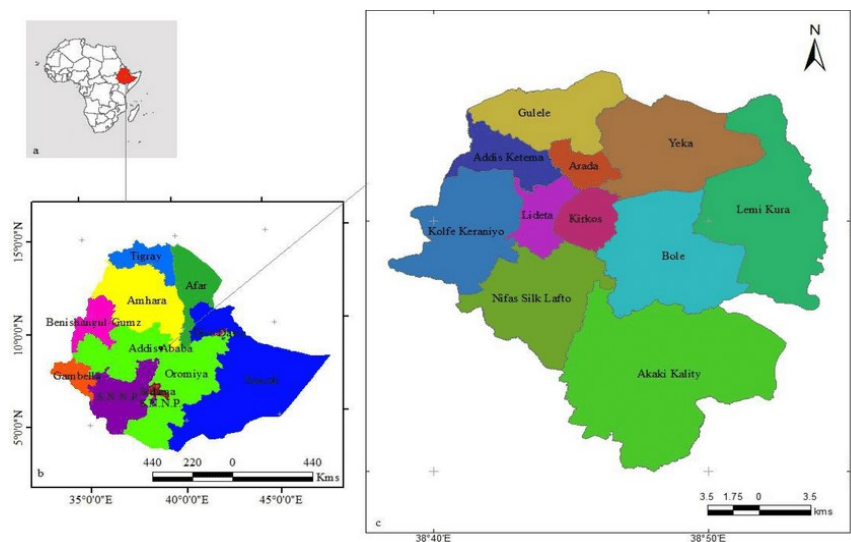 a
Tigray
Afar
Amhara
Benishangul-Gumz
Addis Ababa
Gambella
Oromiya
15°0'0"N
10°0'0"N
5°0'0"N
440 220 0 440
Kms
b
35°0'0"E 40°0'0"E 45°0'0"E
N
Gulele
Yeka
Addis Ketema
Arada
Lemi Kura
Lideta
Kirkos
Kolfe Keraniyo
Bole
Nifas Silk Lafto
Akaki Kality
3.5 1.75 0 3.5
kms
c
38°40'E 38°50'E